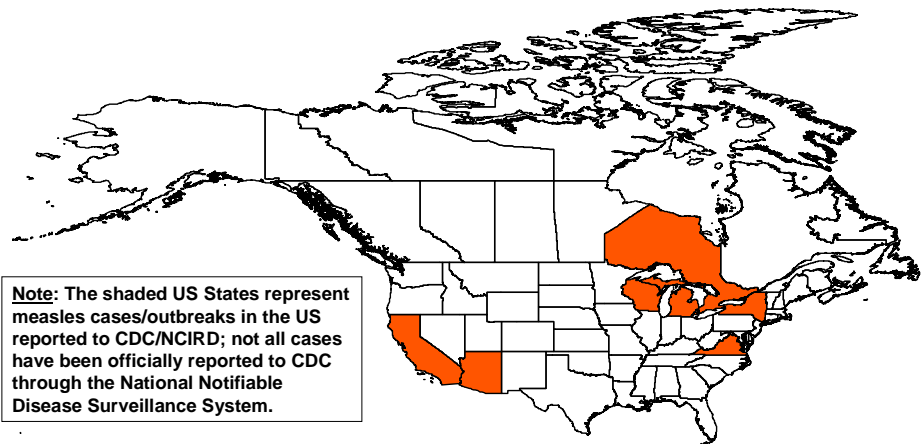 Note: The shaded US States represent
measles cases/outbreaks in the US
reported to CDC/NCIRD; not all cases
have been officially reported to CDC
through the National Notifiable
Disease Surveillance System.
.